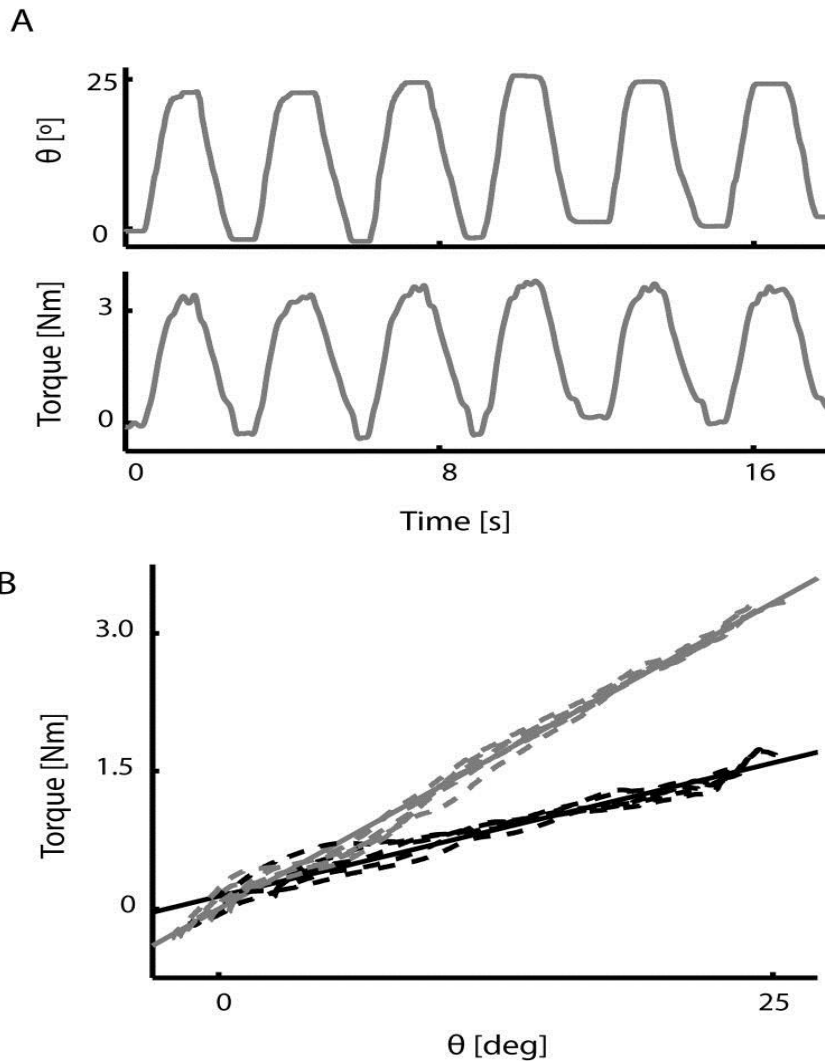 A
25
θ [º]
0
3
Torque [Nm]
0
0 8 16
Time [s]
B
3.0
Torque [Nm]
1.5
0
0 25
θ [deg]